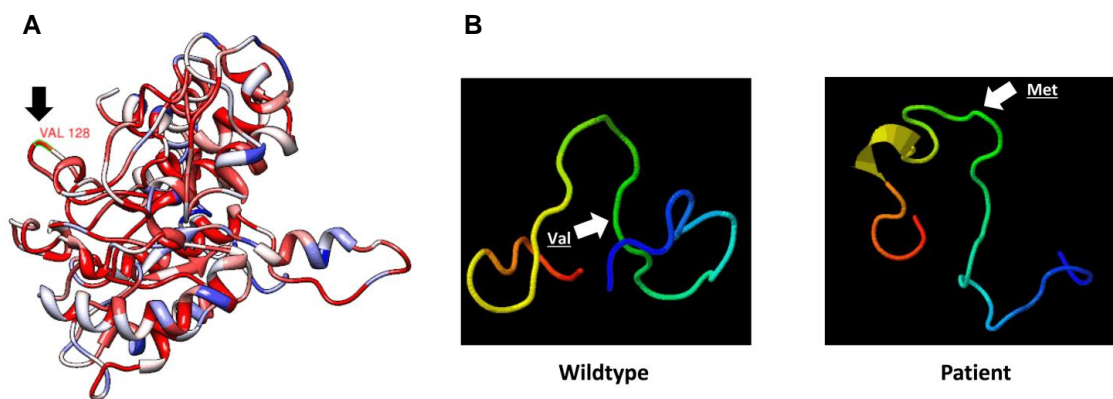 A
B
VAL 128
Val
Met
Wildtype
Patient